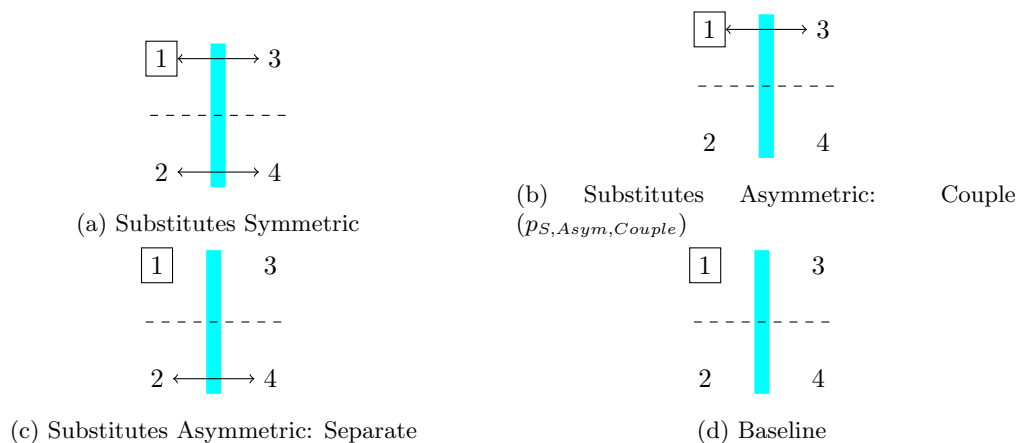 1 3
2 4
(a) Substitutes Symmetric
1 3
2 4
(b) Substitutes Asymmetric: Couple
(p_{S,Asym,Couple})
1 3
2 4
(c) Substitutes Asymmetric: Separate
1 3
2 4
(d) Baseline